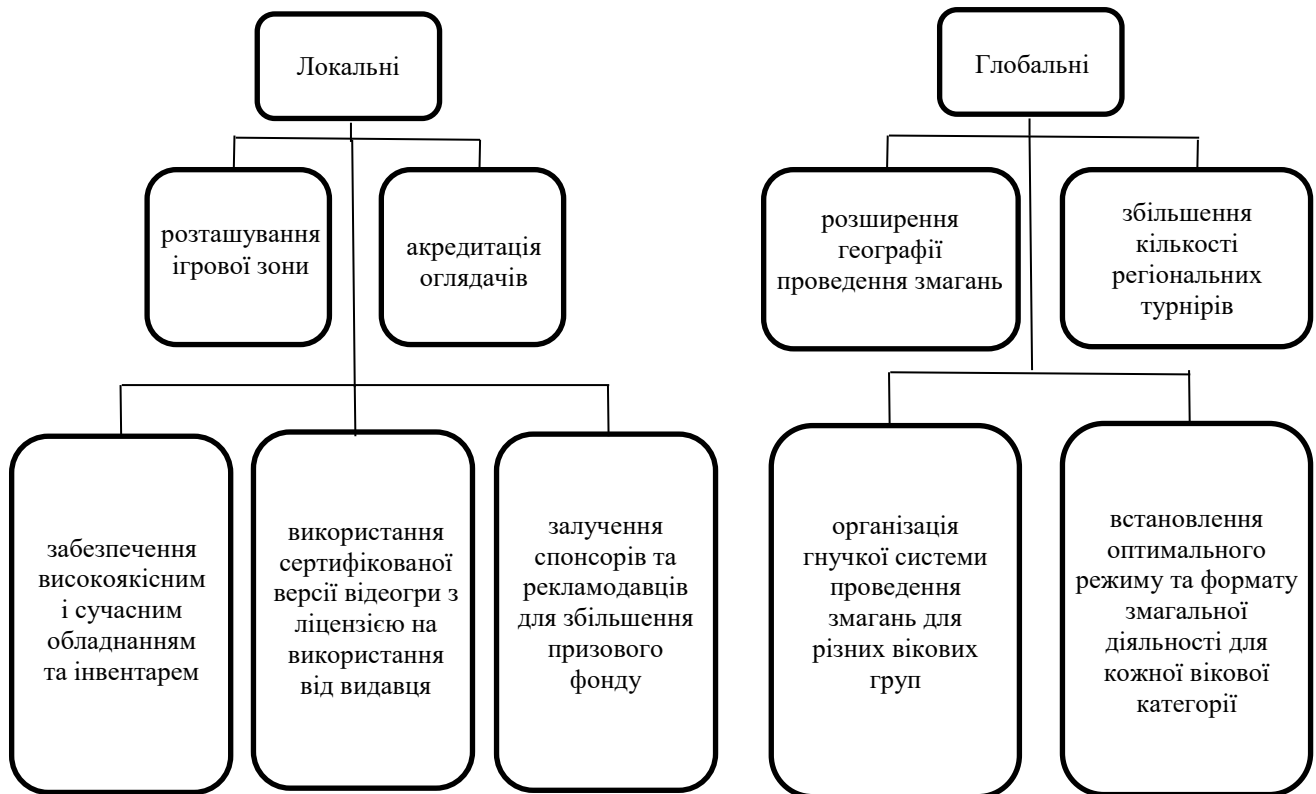 Локальні
розташування
ігрової зони
акредитація
оглядачів
забезпечення
високоякісним
і сучасним
обладнанням
та інвентарем
використання
сертифікованої
версії відеогри з
ліцензією на
використання
від видавця
залучення
спонсорів та
рекламодавців
для збільшення
призового
фонду
Глобальні
розширення
географії
проведення змагань
збільшення
кількості
регіональних
турнірів
організація
гнучкої системи
проведення
змагань для
різних вікових
груп
встановлення
оптимального
режиму та формату
змагальної
діяльності для
кожної вікової
категорії